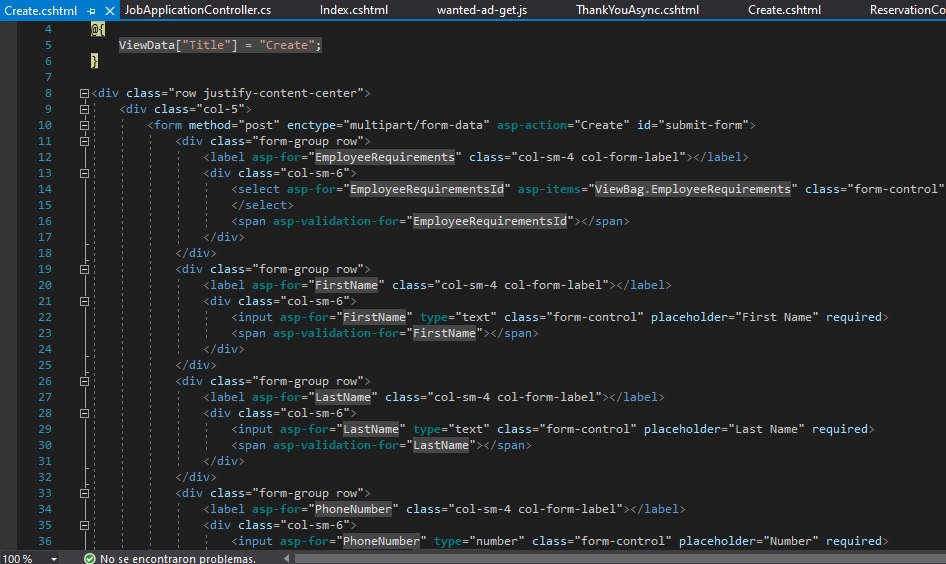 Create.cshtml JobApplicationController.cs Index.cshtml wanted-ad-get.js ThankYouAsync.cshtml Create.cshtml ReservationCo
4 @{
5 ViewData["Title"] = "Create";
6 }
7
8 <div class="row justify-content-center">
9 <div class="col-5">
10 <form method="post" enctype="multipart/form-data" asp-action="Create" id="submit-form">
11 <div class="form-group row">
12 <label asp-for="EmployeeRequirements" class="col-sm-4 col-form-label"></label>
13 <div class="col-sm-6">
14 <select asp-for="EmployeeRequirementsId" asp-items="ViewBag.EmployeeRequirements" class="form-control"
15 </select>
16 <span asp-validation-for="EmployeeRequirementsId"></span>
17 </div>
18 </div>
19 <div class="form-group row">
20 <label asp-for="FirstName" class="col-sm-4 col-form-label"></label>
21 <div class="col-sm-6">
22 <input asp-for="FirstName" type="text" class="form-control" placeholder="First Name" required>
23 <span asp-validation-for="FirstName"></span>
24 </div>
25 </div>
26 <div class="form-group row">
27 <label asp-for="LastName" class="col-sm-4 col-form-label"></label>
28 <div class="col-sm-6">
29 <input asp-for="LastName" type="text" class="form-control" placeholder="Last Name" required>
30 <span asp-validation-for="LastName"></span>
31 </div>
32 </div>
33 <div class="form-group row">
34 <label asp-for="PhoneNumber" class="col-sm-4 col-form-label"></label>
35 <div class="col-sm-6">
36 <input asp-for="PhoneNumber" type="number" class="form-control" placeholder="Number" required>
100 % No se encontraron problemas.